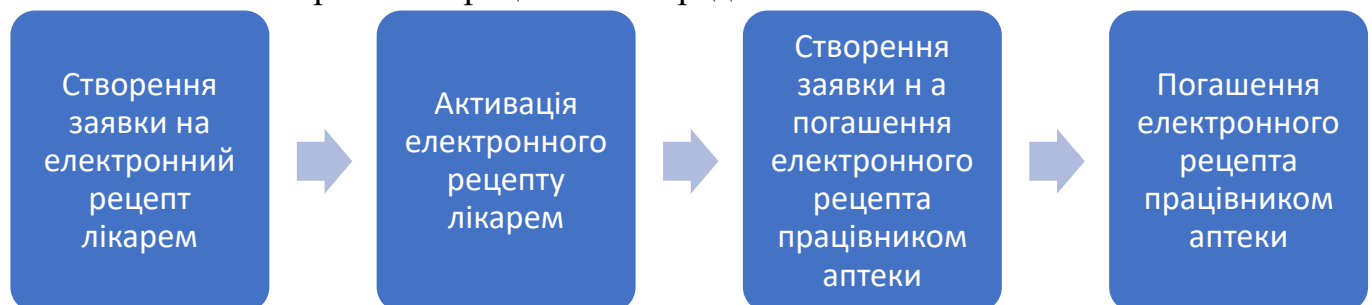 Створення
заявки на
електронний
рецепт
лікарем
Активація
електронного
рецепту
лікарем
Створення
заявки н а
погашення
електронного
рецепта
працівником
аптеки
Погашення
електронного
рецепта
працівником
аптеки